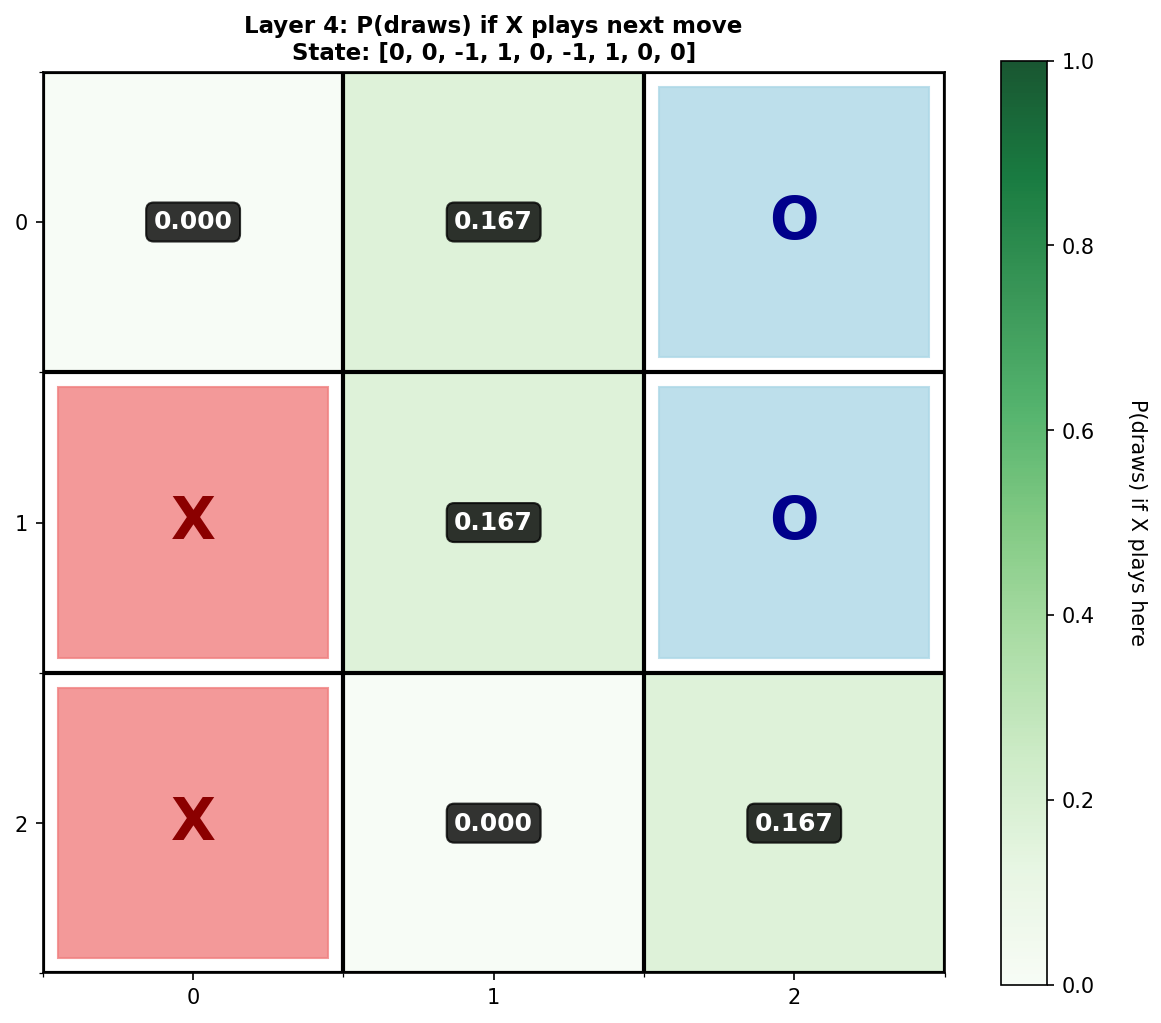 Layer 4: P(draws) if X plays next move
State: [0, 0, -1, 1, 0, -1, 1, 0, 0]
0
0.000
0.167
O
1
X
0.167
O
2
X
0.000
0.167
0
1
2
1.0
0.8
0.6
0.4
0.2
0.0
P(draws) if X plays here